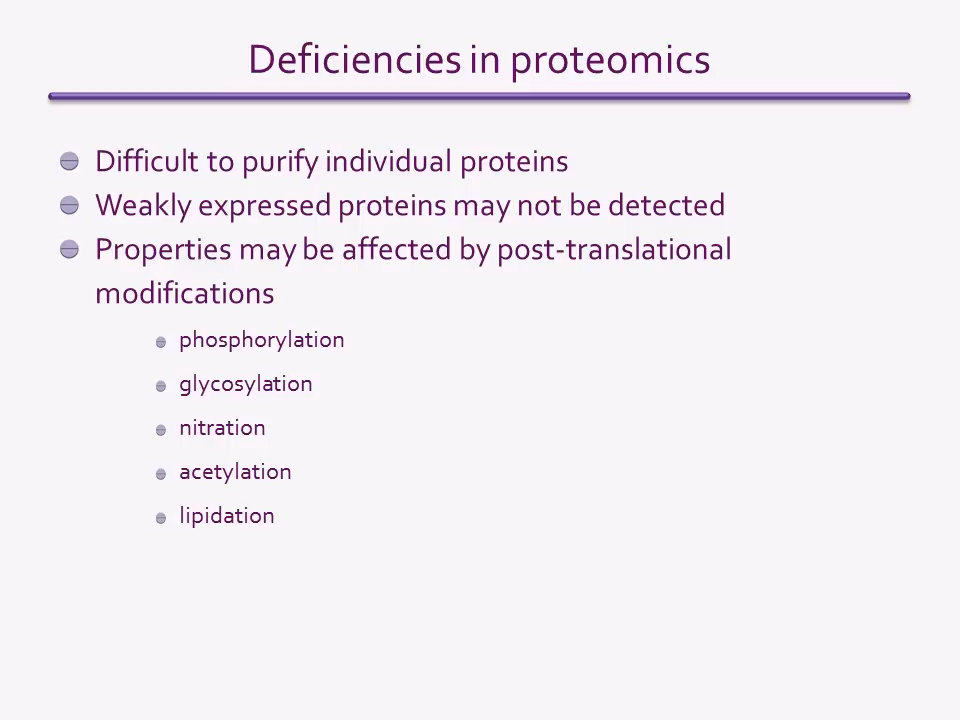 Deficiencies in proteomics
Difficult to purify individual proteins
Weakly expressed proteins may not be detected
Properties may be affected by post-translational
modifications
phosphorylation
glycosylation
nitration
acetylation
lipidation